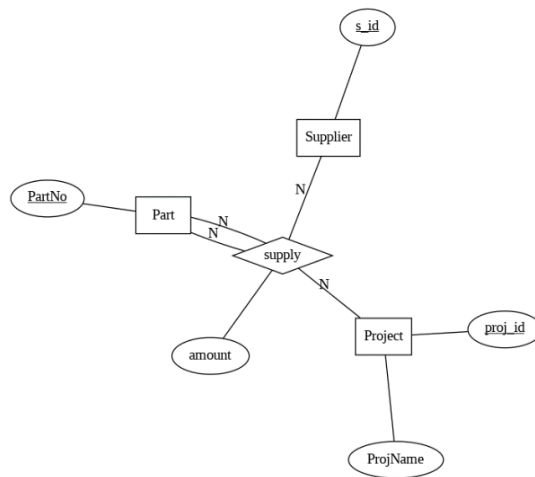 s_id
Supplier
N
PartNo
Part
N
N
supply
N
Project
proj_id
amount
ProjName